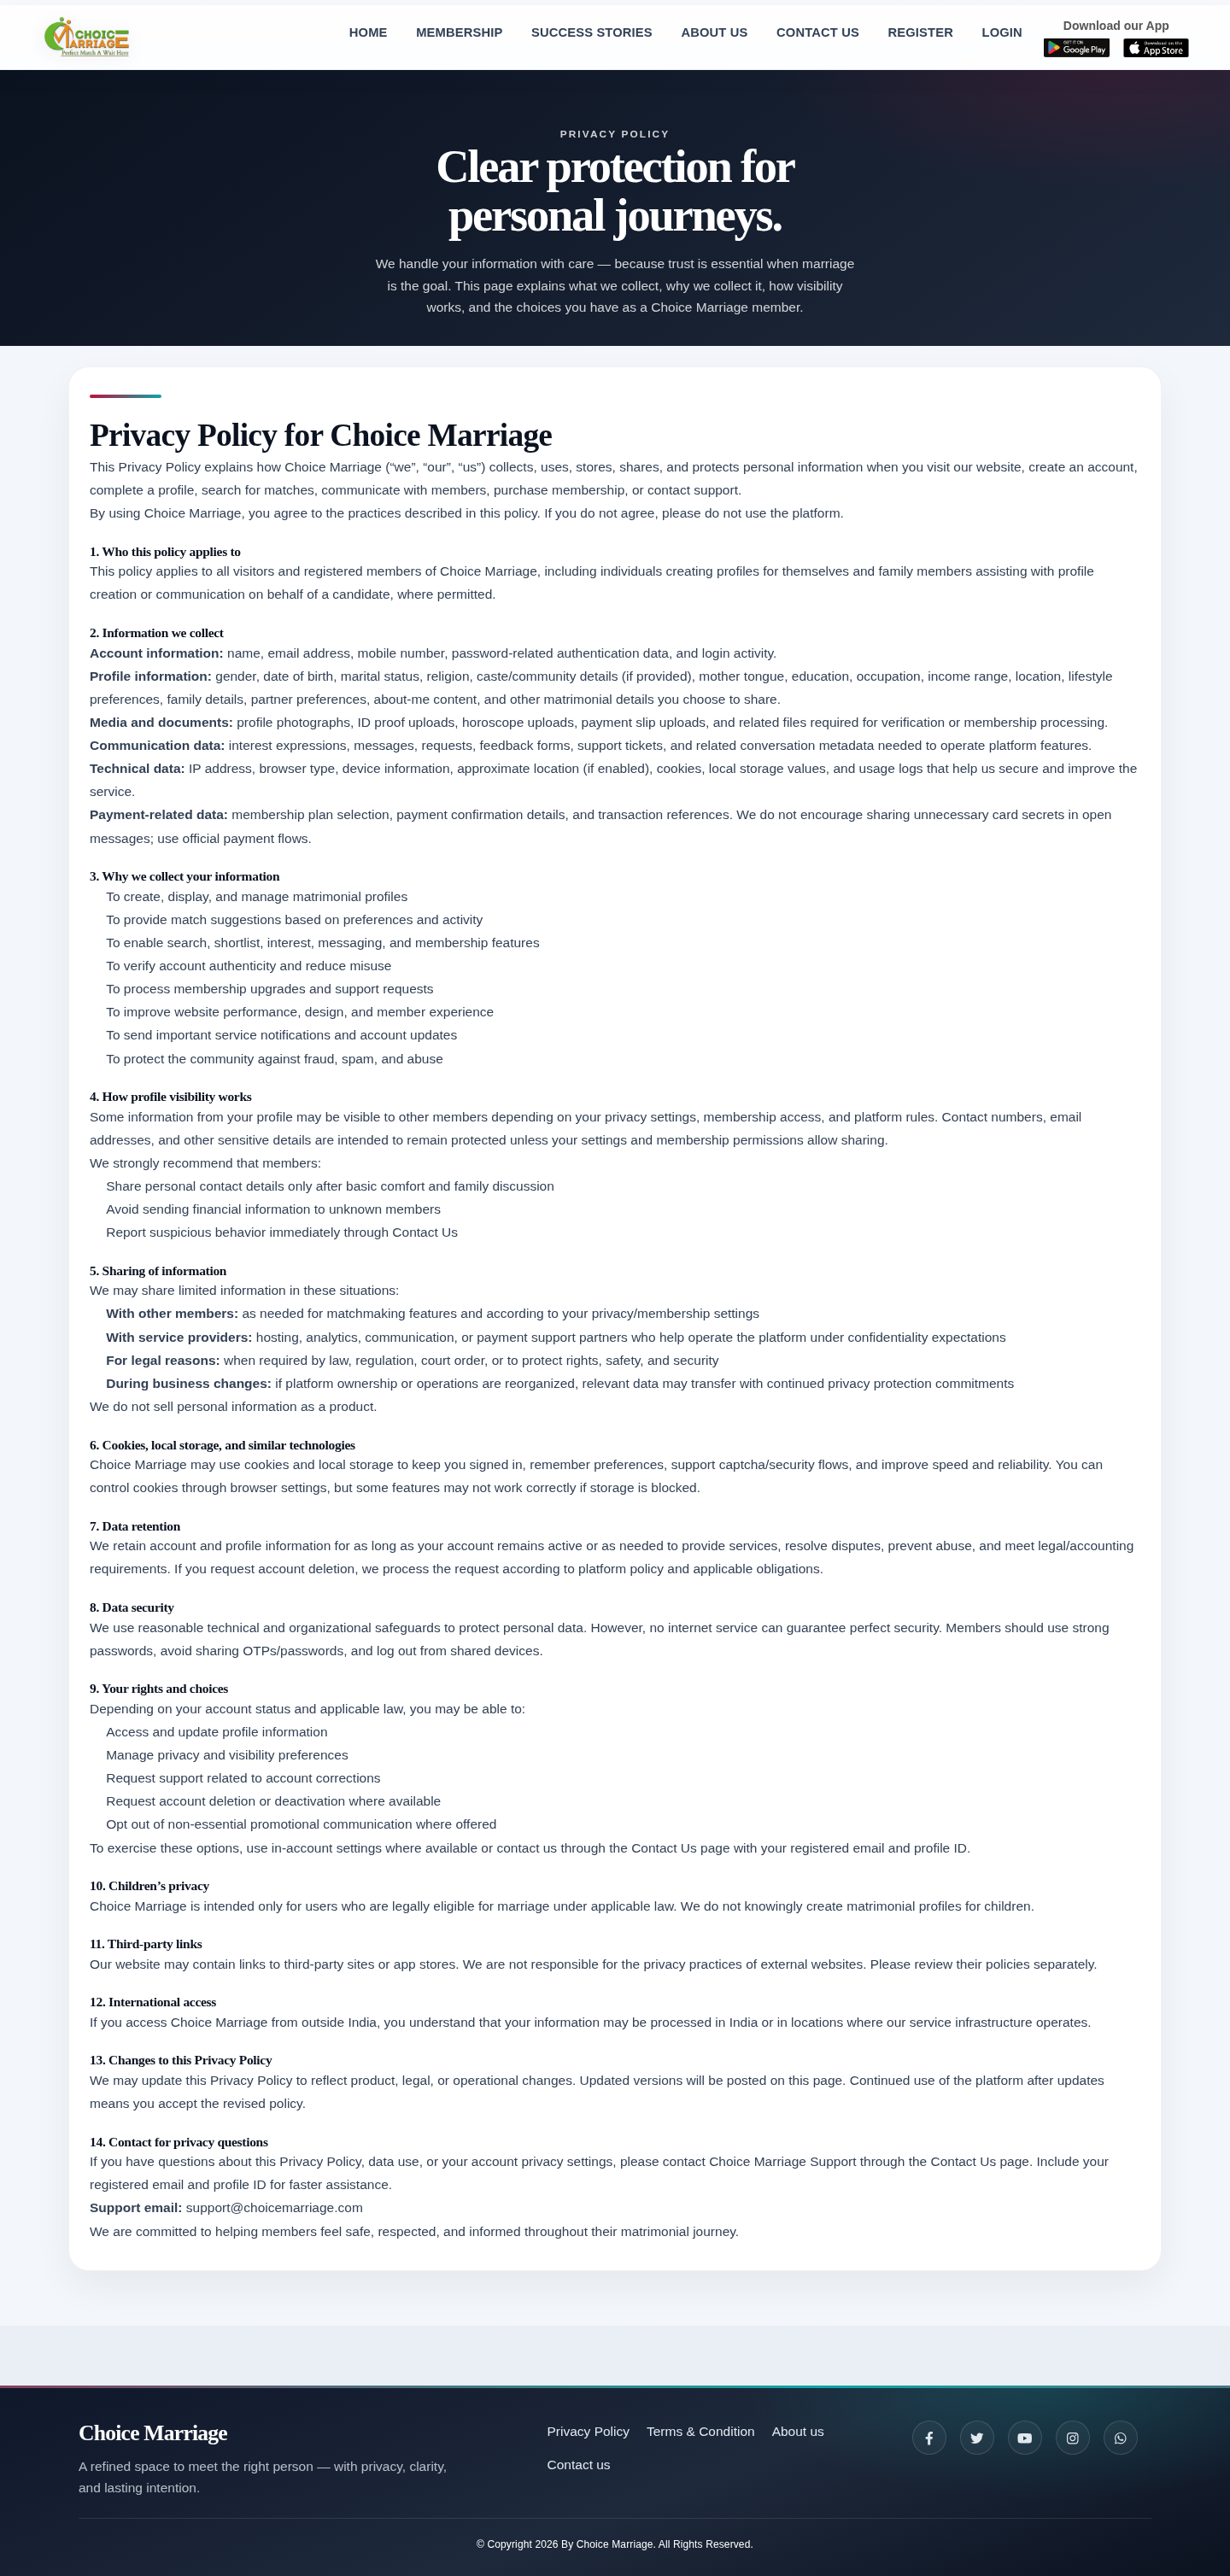 CHOICE
MARRIAGE
Perfect Match A Wait Here
HOME MEMBERSHIP SUCCESS STORIES ABOUT US CONTACT US REGISTER LOGIN
Download our App
GET IT ON
Google Play
Download on the
App Store
PRIVACY POLICY
Clear protection for
personal journeys.
We handle your information with care — because trust is essential when marriage
is the goal. This page explains what we collect, why we collect it, how visibility
works, and the choices you have as a Choice Marriage member.
Privacy Policy for Choice Marriage
This Privacy Policy explains how Choice Marriage (“we”, “our”, “us”) collects, uses, stores, shares, and protects personal information when you visit our website, create an account,
complete a profile, search for matches, communicate with members, purchase membership, or contact support.
By using Choice Marriage, you agree to the practices described in this policy. If you do not agree, please do not use the platform.
1. Who this policy applies to
This policy applies to all visitors and registered members of Choice Marriage, including individuals creating profiles for themselves and family members assisting with profile
creation or communication on behalf of a candidate, where permitted.
2. Information we collect
Account information: name, email address, mobile number, password-related authentication data, and login activity.
Profile information: gender, date of birth, marital status, religion, caste/community details (if provided), mother tongue, education, occupation, income range, location, lifestyle
preferences, family details, partner preferences, about-me content, and other matrimonial details you choose to share.
Media and documents: profile photographs, ID proof uploads, horoscope uploads, payment slip uploads, and related files required for verification or membership processing.
Communication data: interest expressions, messages, requests, feedback forms, support tickets, and related conversation metadata needed to operate platform features.
Technical data: IP address, browser type, device information, approximate location (if enabled), cookies, local storage values, and usage logs that help us secure and improve the
service.
Payment-related data: membership plan selection, payment confirmation details, and transaction references. We do not encourage sharing unnecessary card secrets in open
messages; use official payment flows.
3. Why we collect your information
To create, display, and manage matrimonial profiles
To provide match suggestions based on preferences and activity
To enable search, shortlist, interest, messaging, and membership features
To verify account authenticity and reduce misuse
To process membership upgrades and support requests
To improve website performance, design, and member experience
To send important service notifications and account updates
To protect the community against fraud, spam, and abuse
4. How profile visibility works
Some information from your profile may be visible to other members depending on your privacy settings, membership access, and platform rules. Contact numbers, email
addresses, and other sensitive details are intended to remain protected unless your settings and membership permissions allow sharing.
We strongly recommend that members:
Share personal contact details only after basic comfort and family discussion
Avoid sending financial information to unknown members
Report suspicious behavior immediately through Contact Us
5. Sharing of information
We may share limited information in these situations:
With other members: as needed for matchmaking features and according to your privacy/membership settings
With service providers: hosting, analytics, communication, or payment support partners who help operate the platform under confidentiality expectations
For legal reasons: when required by law, regulation, court order, or to protect rights, safety, and security
During business changes: if platform ownership or operations are reorganized, relevant data may transfer with continued privacy protection commitments
We do not sell personal information as a product.
6. Cookies, local storage, and similar technologies
Choice Marriage may use cookies and local storage to keep you signed in, remember preferences, support captcha/security flows, and improve speed and reliability. You can
control cookies through browser settings, but some features may not work correctly if storage is blocked.
7. Data retention
We retain account and profile information for as long as your account remains active or as needed to provide services, resolve disputes, prevent abuse, and meet legal/accounting
requirements. If you request account deletion, we process the request according to platform policy and applicable obligations.
8. Data security
We use reasonable technical and organizational safeguards to protect personal data. However, no internet service can guarantee perfect security. Members should use strong
passwords, avoid sharing OTPs/passwords, and log out from shared devices.
9. Your rights and choices
Depending on your account status and applicable law, you may be able to:
Access and update profile information
Manage privacy and visibility preferences
Request support related to account corrections
Request account deletion or deactivation where available
Opt out of non-essential promotional communication where offered
To exercise these options, use in-account settings where available or contact us through the Contact Us page with your registered email and profile ID.
10. Children’s privacy
Choice Marriage is intended only for users who are legally eligible for marriage under applicable law. We do not knowingly create matrimonial profiles for children.
11. Third-party links
Our website may contain links to third-party sites or app stores. We are not responsible for the privacy practices of external websites. Please review their policies separately.
12. International access
If you access Choice Marriage from outside India, you understand that your information may be processed in India or in locations where our service infrastructure operates.
13. Changes to this Privacy Policy
We may update this Privacy Policy to reflect product, legal, or operational changes. Updated versions will be posted on this page. Continued use of the platform after updates
means you accept the revised policy.
14. Contact for privacy questions
If you have questions about this Privacy Policy, data use, or your account privacy settings, please contact Choice Marriage Support through the Contact Us page. Include your
registered email and profile ID for faster assistance.
Support email: support@choicemarriage.com
We are committed to helping members feel safe, respected, and informed throughout their matrimonial journey.
Choice Marriage
A refined space to meet the right person — with privacy, clarity,
and lasting intention.
Privacy Policy Terms & Condition About us
Contact us
© Copyright 2026 By Choice Marriage. All Rights Reserved.